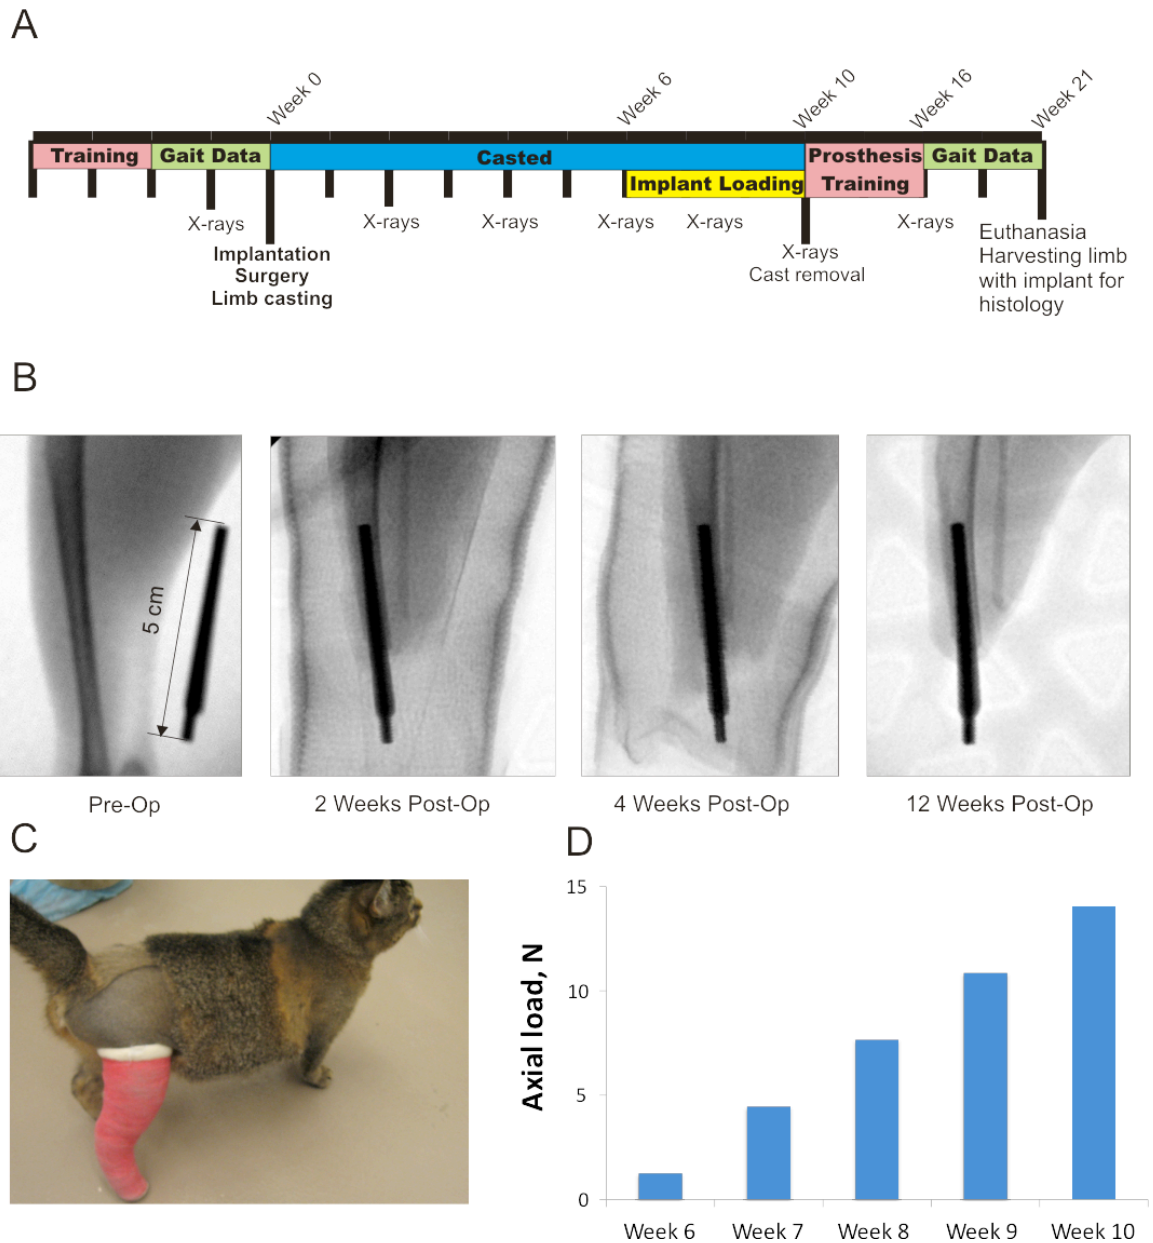 A
Week 0
Week 6
Week 10
Week 16
Week 21
Training
Gait Data
Casted
Prosthesis
Training
Gait Data
Implant Loading
X-rays
X-rays
X-rays
X-rays
X-rays
X-rays
Implantation
Surgery
Limb casting
X-rays
Cast removal
Euthanasia
Harvesting limb
with implant for
histology
B
5 cm
Pre-Op
2 Weeks Post-Op
4 Weeks Post-Op
12 Weeks Post-Op
C
D
Axial load, N
15
10
5
0
Week 6
Week 7
Week 8
Week 9
Week 10